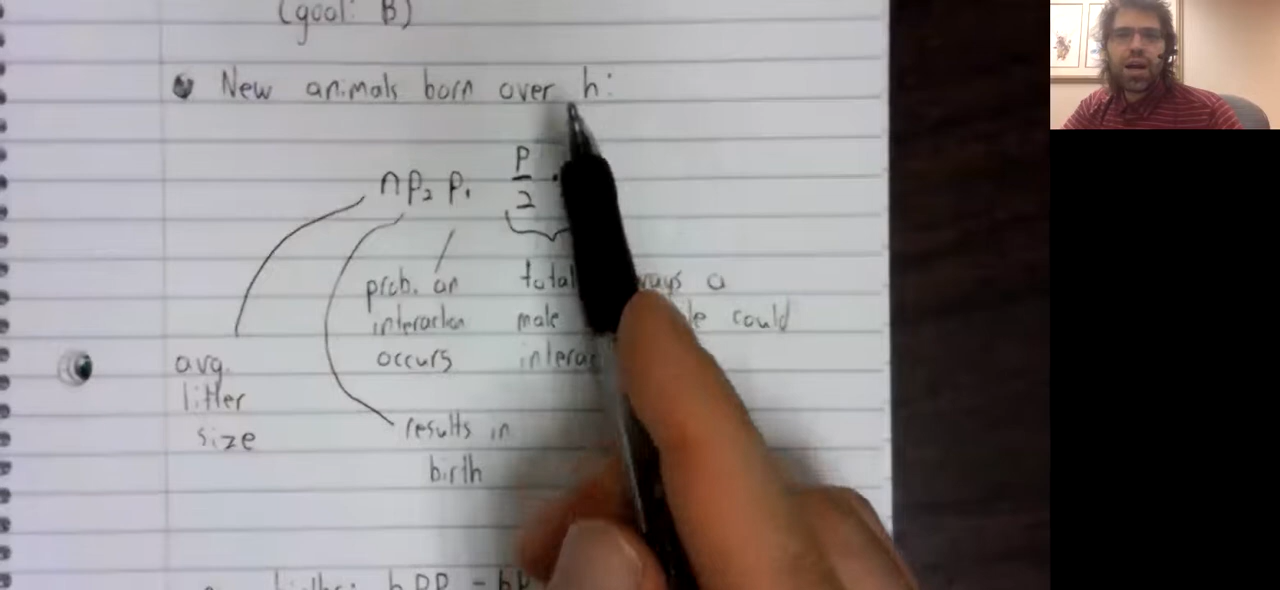 (goal: B)
New animals born over h:
n p₂ p₁ P/2 ·
prob. an total ways a
interaction male could
occurs
avg.
litter
size
results in
birth